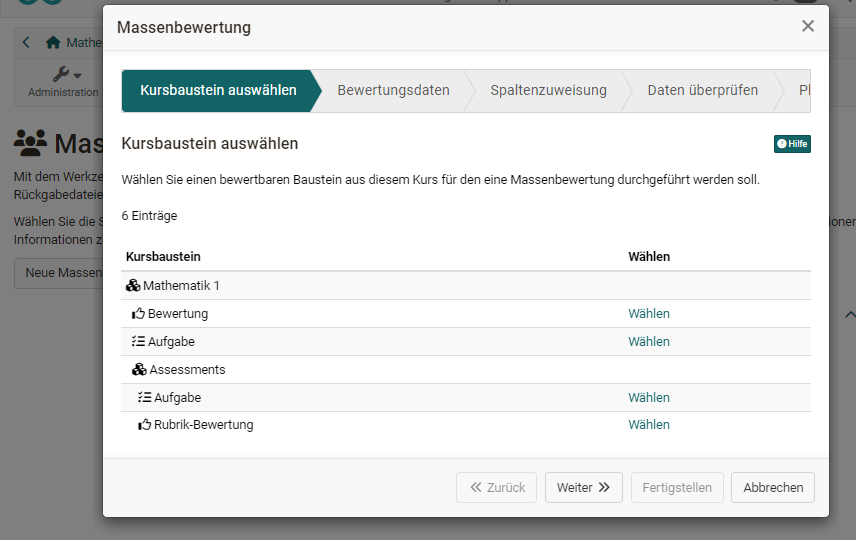 Massenbewertung
Mathe
Administration
Kursbaustein auswählen
Bewertungsdaten
Spaltenzuweisung
Daten überprüfen
Mas
Kursbaustein auswählen
Hilfe
Mit dem Werkze
Rückgabedateie
Wählen Sie einen bewertbaren Baustein aus diesem Kurs für den eine Massenbewertung durchgeführt werden soll.
Wählen Sie die S
Informationen z
ionen
6 Einträge
Neue Massen
Kursbaustein Wählen
Mathematik 1
Bewertung Wählen
Aufgabe Wählen
Assessments
Aufgabe Wählen
Rubrik-Bewertung Wählen
Zurück
Weiter
Fertigstellen
Abbrechen